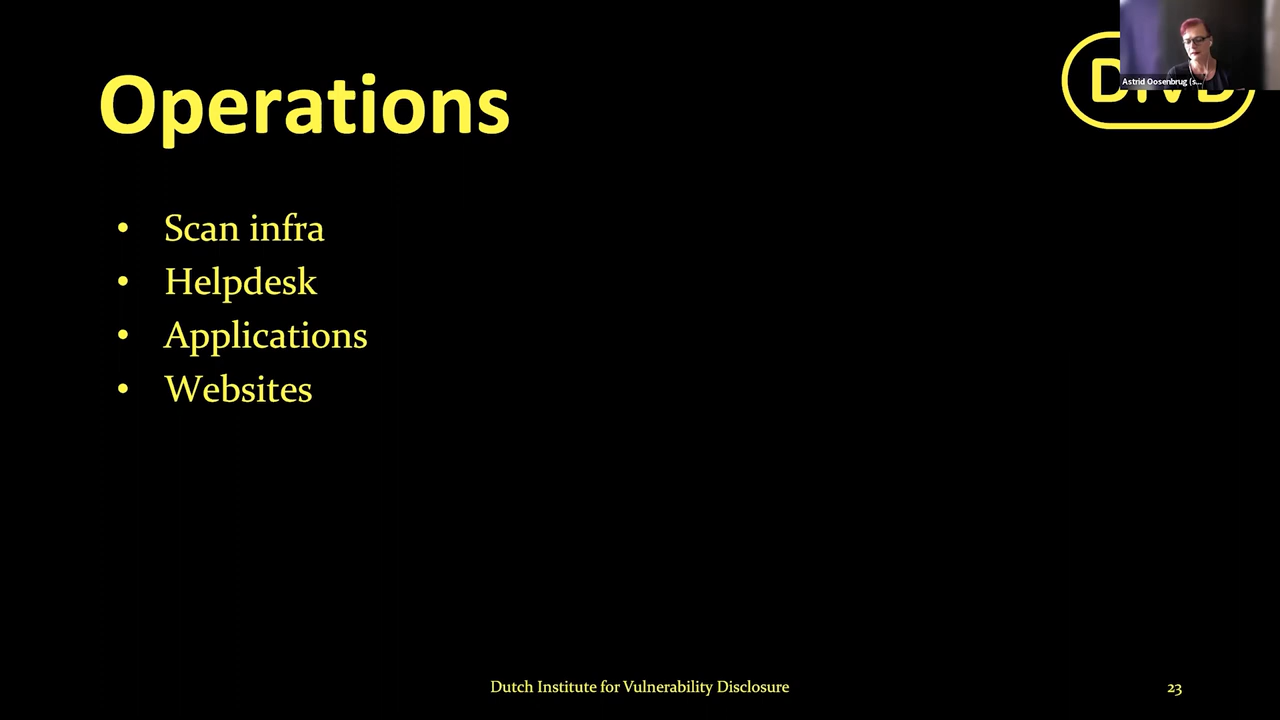 Operations
Astrid Oosenbrug (s...
• Scan infra
• Helpdesk
• Applications
• Websites
Dutch Institute for Vulnerability Disclosure
23